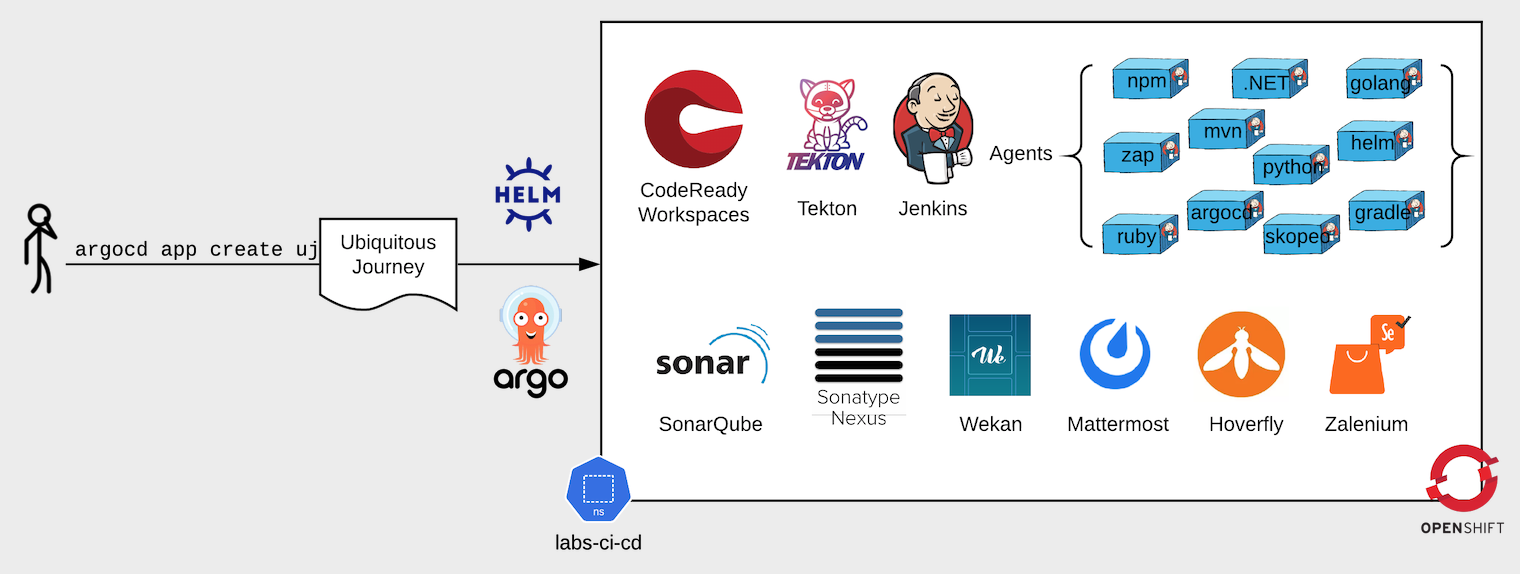 argocd app create uj
Ubiquitous
Journey
HELM
argo
CodeReady
Workspaces
TEKTON
Tekton
Jenkins
Agents
npm
.NET
golang
mvn
zap
helm
python
argocd
gradle
ruby
skopeo
sonar
SonarQube
Sonatype
Nexus
We
Wekan
Mattermost
Hoverfly
Se
Zalenium
ns
labs-ci-cd
OPENSHIFT